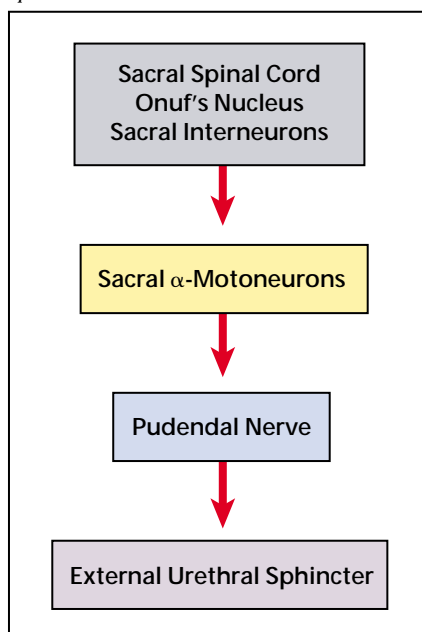 Sacral Spinal Cord
Onuf's Nucleus
Sacral Interneurons
Sacral α-Motoneurons
Pudendal Nerve
External Urethral Sphincter